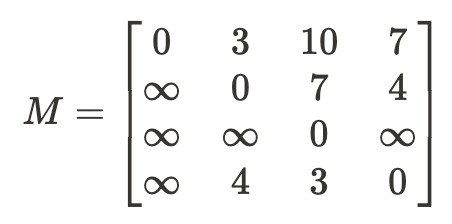 M =
0 3 10 7
∞ 0 7 4
∞ ∞ 0 ∞
∞ 4 3 0